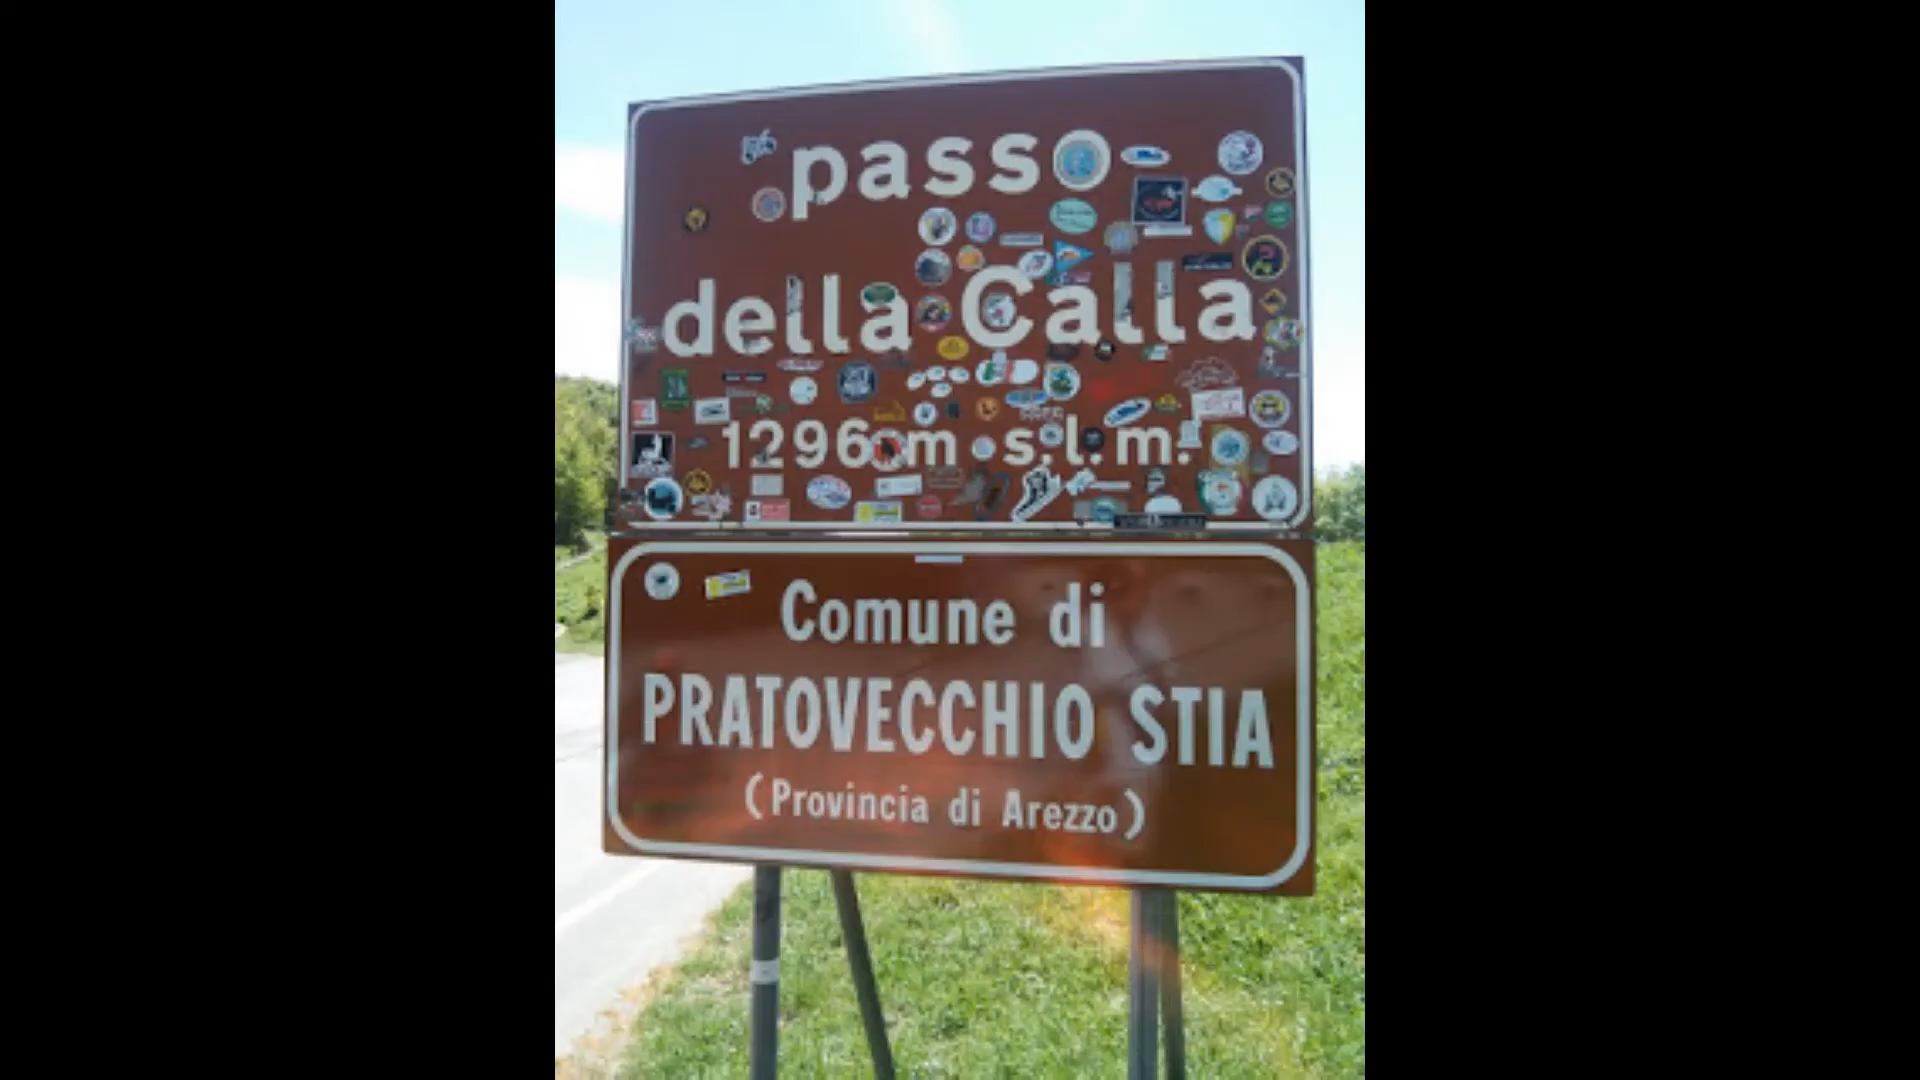 passo
della Calla
1296 m. s.l.m.
Comune di
PRATOVECCHIO STIA
(Provincia di Arezzo)